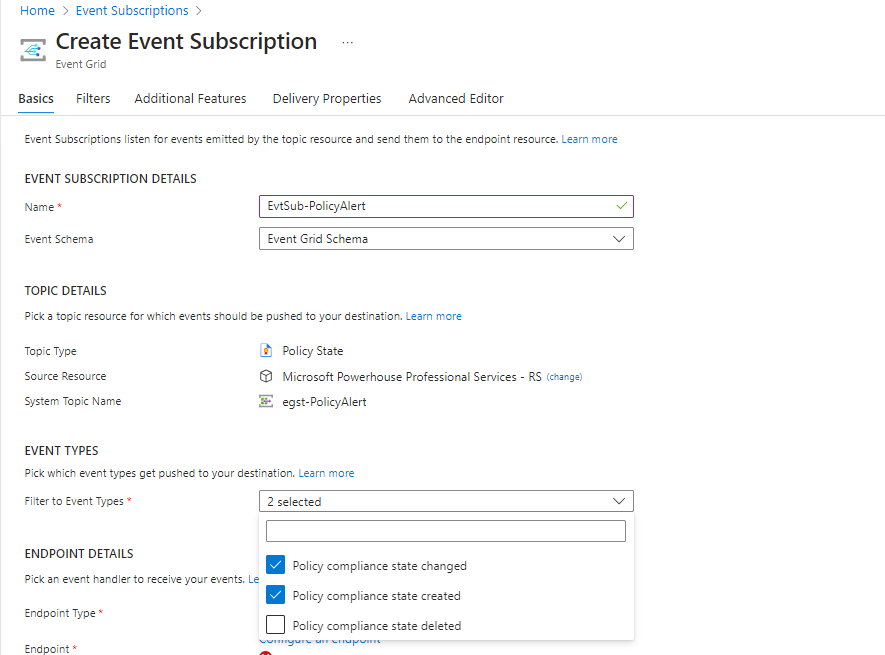 Home > Event Subscriptions >
Create Event Subscription ...
Event Grid
Basics Filters Additional Features Delivery Properties Advanced Editor
Event Subscriptions listen for events emitted by the topic resource and send them to the endpoint resource. Learn more
EVENT SUBSCRIPTION DETAILS
Name * EvtSub-PolicyAlert
Event Schema Event Grid Schema
TOPIC DETAILS
Pick a topic resource for which events should be pushed to your destination. Learn more
Topic Type Policy State
Source Resource Microsoft Powerhouse Professional Services - RS (change)
System Topic Name egst-PolicyAlert
EVENT TYPES
Pick which event types get pushed to your destination. Learn more
Filter to Event Types * 2 selected
Policy compliance state changed
ENDPOINT DETAILS
Pick an event handler to receive your events. Le
Policy compliance state created
Endpoint Type *
Policy compliance state deleted
Configure an endpoint
Endpoint *